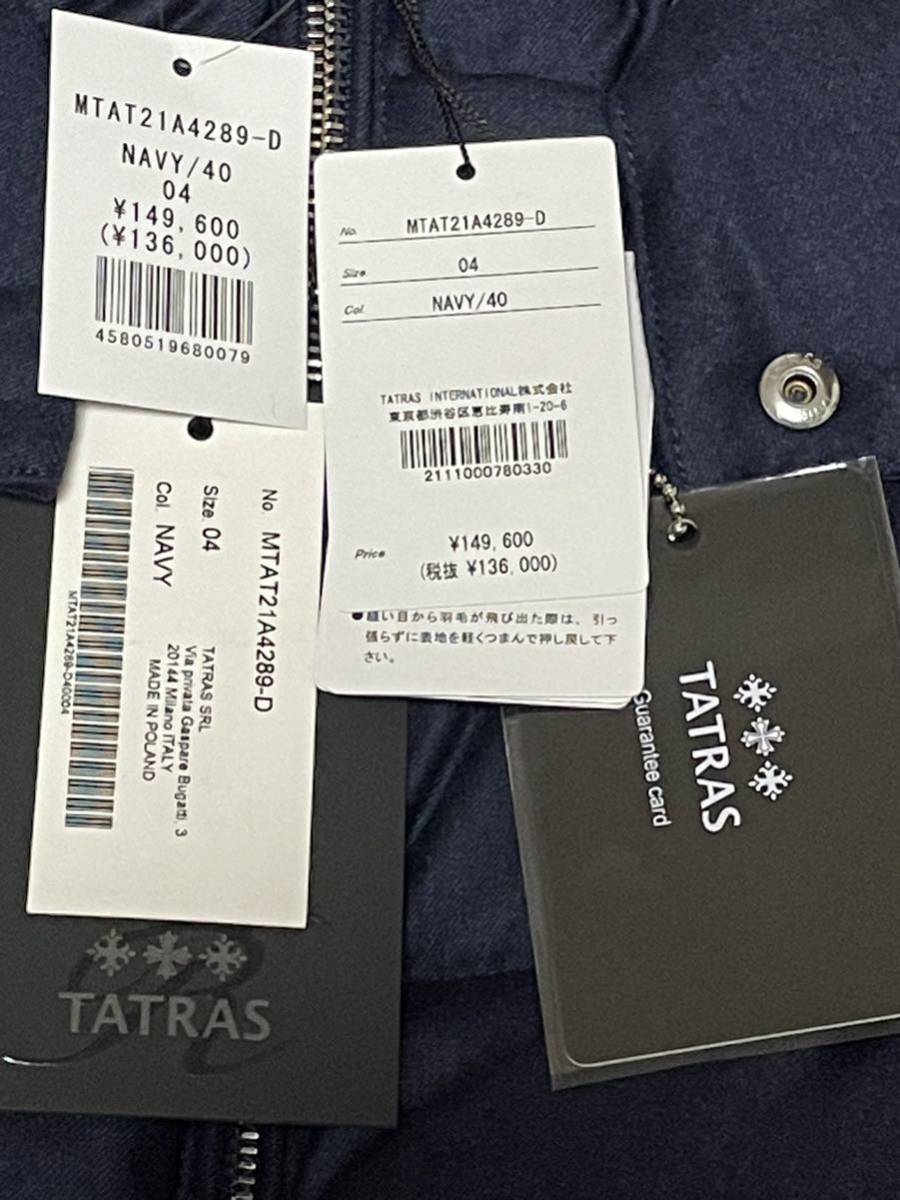 MTAT21A4289-D
NAVY/40
04
¥149,600
(¥136,000)
4580519680079
No. MTAT21A4289-D
Size 04
Col. NAVY/40
TATRAS INTERNATIONAL株式会社
東京都渋谷区恵比寿南1-20-6
2111000780330
Price ¥149,600
(税抜 ¥136,000)
●縫い目から羽毛が飛び出た際は、引っ
張らずに表地を軽くつまんで押し戻して下
さい。
No. MTAT21A4289-D
Size. 04
Col. NAVY
TATRAS SRL
Via privata Gaspare Bugatti, 3
20144 Milano ITALY
MADE IN POLAND
MTAT21A4289-D40004
TATRAS
Guarantee card
R
TATRAS